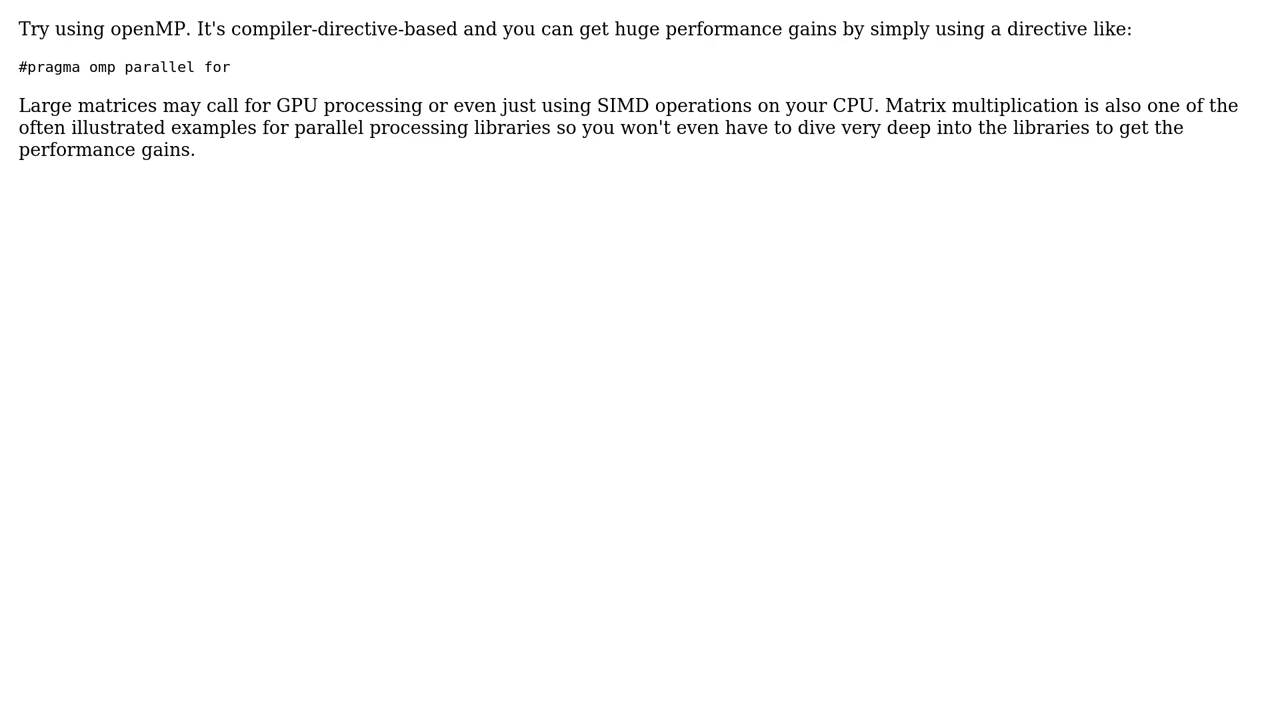 Try using openMP. It's compiler-directive-based and you can get huge performance gains by simply using a directive like:
#pragma omp parallel for
Large matrices may call for GPU processing or even just using SIMD operations on your CPU. Matrix multiplication is also one of the
often illustrated examples for parallel processing libraries so you won't even have to dive very deep into the libraries to get the
performance gains.